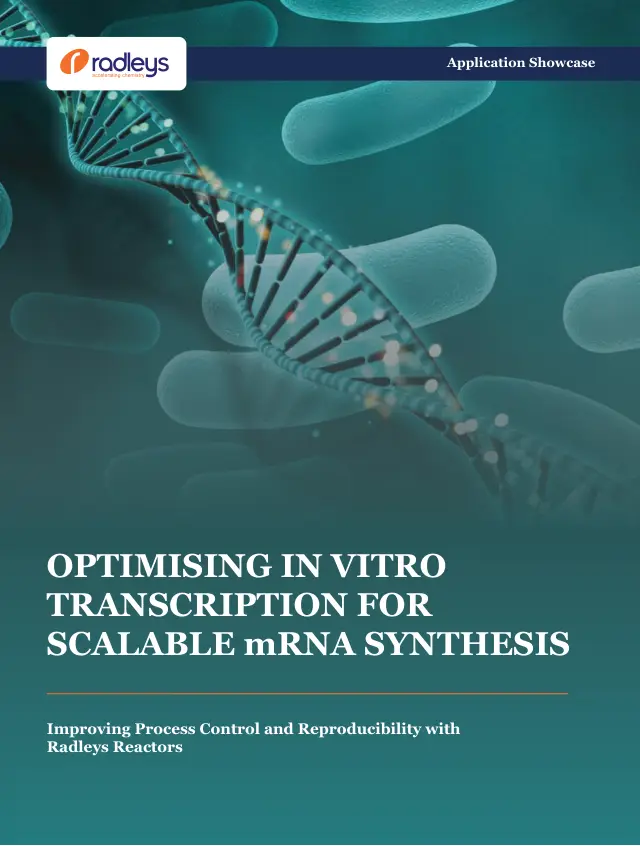 radleys
accelerating chemistry
Application Showcase
OPTIMISING IN VITRO
TRANSCRIPTION FOR
SCALABLE mRNA SYNTHESIS
Improving Process Control and Reproducibility with
Radleys Reactors